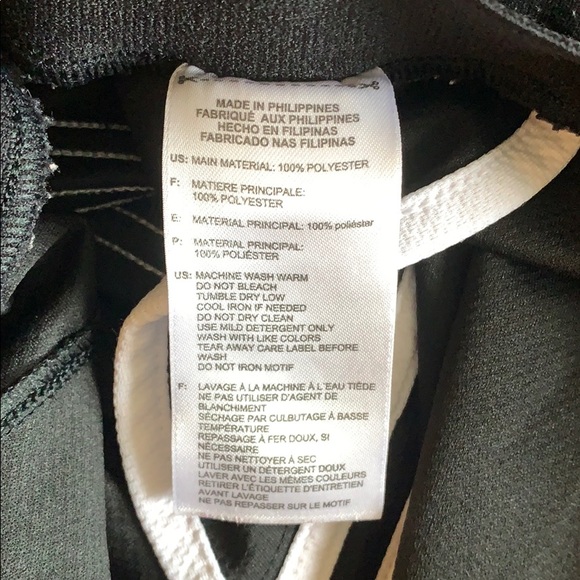 MADE IN PHILIPPINES
FABRIQUÉ AUX PHILIPPINES
HECHO EN FILIPINAS
FABRICADO NAS FILIPINAS
US: MAIN MATERIAL: 100% POLYESTER
F: MATIERE PRINCIPALE:
100% POLYESTER
E: MATERIAL PRINCIPAL: 100% poliéster
P: MATERIAL PRINCIPAL:
100% POLIÉSTER
US: MACHINE WASH WARM
DO NOT BLEACH
TUMBLE DRY LOW
COOL IRON IF NEEDED
DO NOT DRY CLEAN
USE MILD DETERGENT ONLY
WASH WITH LIKE COLORS
TEAR AWAY CARE LABEL BEFORE
WASH
DO NOT IRON MOTIF
F: LAVAGE À LA MACHINE À L'EAU TIÈDE
NE PAS UTILISER D'AGENT DE
BLANCHIMENT
SÉCHAGE PAR CULBUTAGE À BASSE
TEMPÉRATURE
REPASSAGE À FER DOUX, SI
NÉCESSAIRE
NE PAS NETTOYER À SEC
UTILISER UN DÉTERGENT DOUX
LAVER AVEC LES MÊMES COULEURS
RETIRER L'ÉTIQUETTE D'ENTRETIEN
AVANT LAVAGE
NE PAS REPASSER SUR LE MOTIF